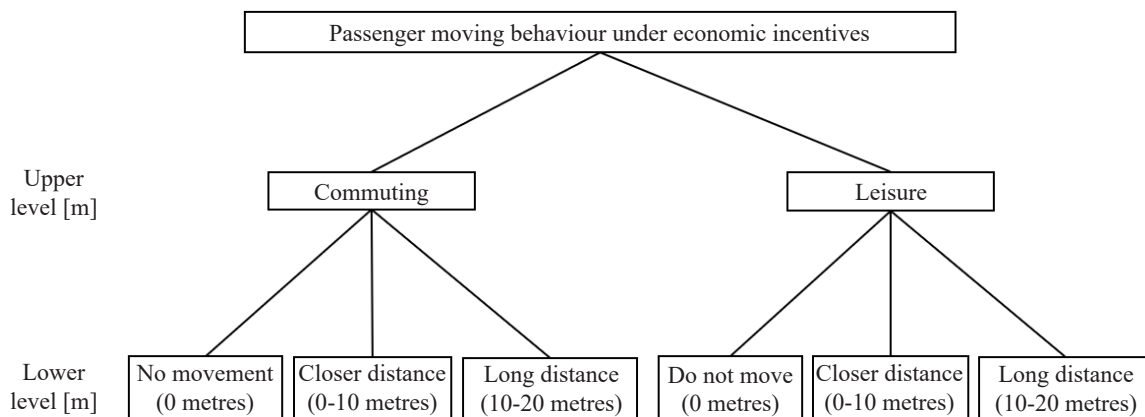 Passenger moving behaviour under economic incentives
Upper
level [m]
Commuting
Leisure
Lower
level [m]
No movement
(0 metres)
Closer distance
(0-10 metres)
Long distance
(10-20 metres)
Do not move
(0 metres)
Closer distance
(0-10 metres)
Long distance
(10-20 metres)